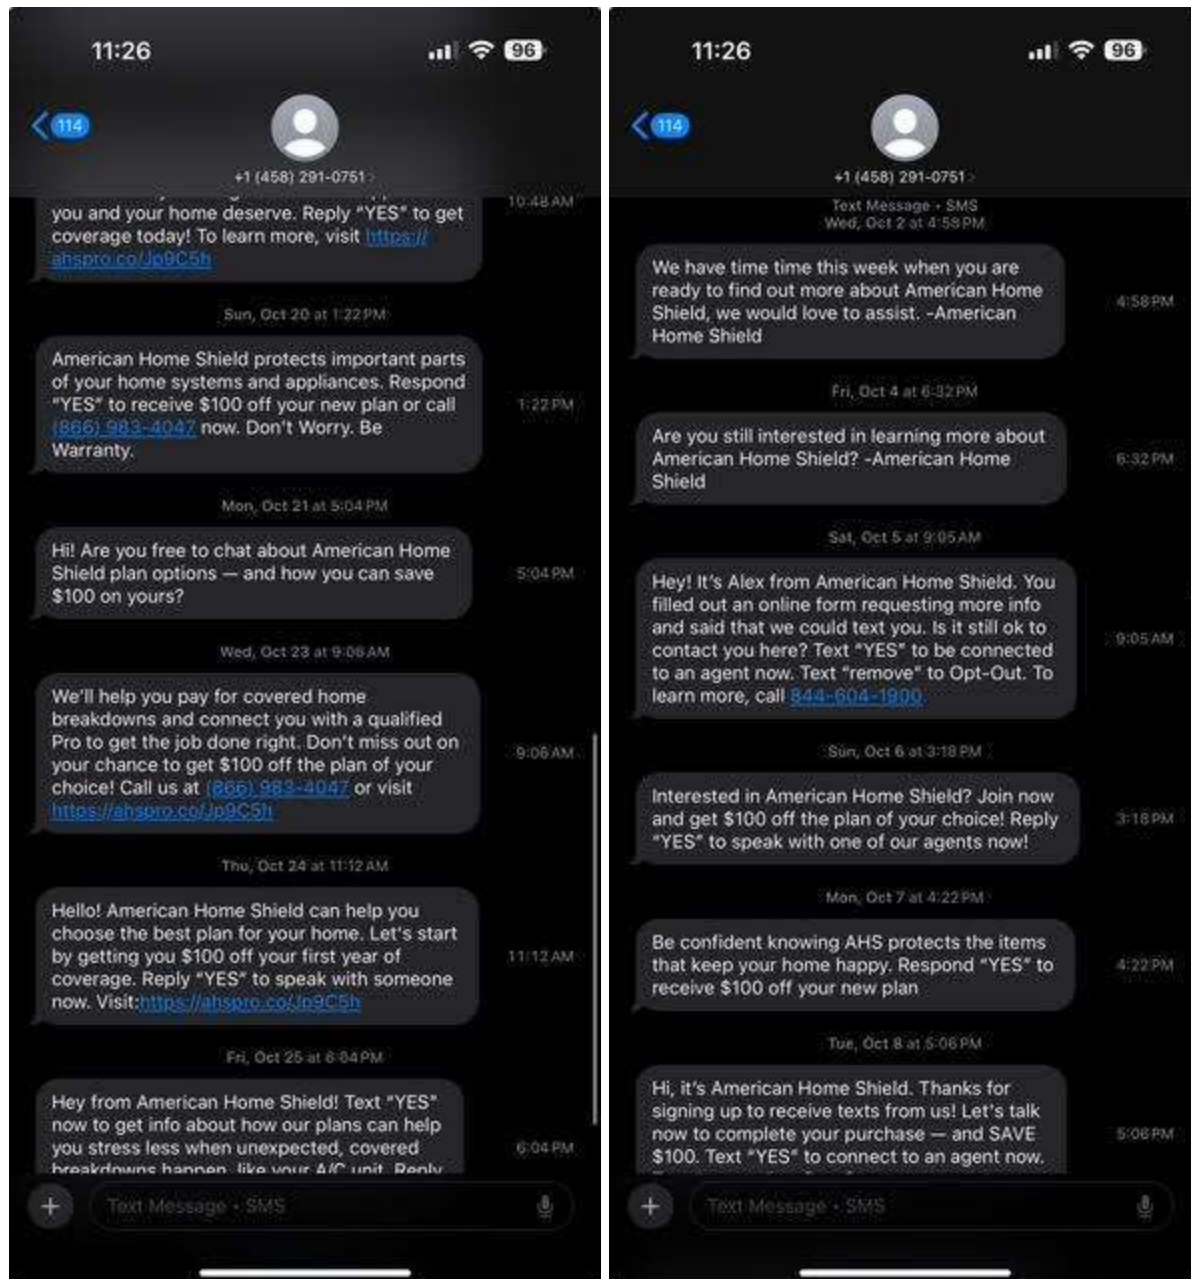 11:26
96
114
+1 (458) 291-0751
you and your home deserve. Reply “YES” to get
coverage today! To learn more, visit https://
ahspro.co/Jp9C5h
10:48 AM
Sun, Oct 20 at 1:22 PM
American Home Shield protects important parts
of your home systems and appliances. Respond
“YES” to receive $100 off your new plan or call
(866) 983-4047 now. Don't Worry. Be
Warranty.
1:22 PM
Mon, Oct 21 at 5:04 PM
Hi! Are you free to chat about American Home
Shield plan options — and how you can save
$100 on yours?
5:04 PM
Wed, Oct 23 at 9:06 AM
We'll help you pay for covered home
breakdowns and connect you with a qualified
Pro to get the job done right. Don't miss out on
your chance to get $100 off the plan of your
choice! Call us at (866) 983-4047 or visit
https://ahspro.co/Jp9C5h
9:06 AM
Thu, Oct 24 at 11:12 AM
Hello! American Home Shield can help you
choose the best plan for your home. Let's start
by getting you $100 off your first year of
coverage. Reply “YES” to speak with someone
now. Visit:https://ahspro.co/Jp9C5h
11:12 AM
Fri, Oct 25 at 6:04 PM
Hey from American Home Shield! Text “YES”
now to get info about how our plans can help
you stress less when unexpected, covered
breakdowns happen, like your A/C unit. Reply
6:04 PM
Text Message • SMS
11:26
96
114
+1 (458) 291-0751
Text Message • SMS
Wed, Oct 2 at 4:58 PM
We have time time this week when you are
ready to find out more about American Home
Shield, we would love to assist. -American
Home Shield
4:58 PM
Fri, Oct 4 at 6:32 PM
Are you still interested in learning more about
American Home Shield? -American Home
Shield
6:32 PM
Sat, Oct 5 at 9:05 AM
Hey! It's Alex from American Home Shield. You
filled out an online form requesting more info
and said that we could text you. Is it still ok to
contact you here? Text “YES” to be connected
to an agent now. Text “remove” to Opt-Out. To
learn more, call 844-604-1900
9:05 AM
Sun, Oct 6 at 3:18 PM
Interested in American Home Shield? Join now
and get $100 off the plan of your choice! Reply
“YES” to speak with one of our agents now!
3:18 PM
Mon, Oct 7 at 4:22 PM
Be confident knowing AHS protects the items
that keep your home happy. Respond “YES” to
receive $100 off your new plan
4:22 PM
Tue, Oct 8 at 5:06 PM
Hi, it's American Home Shield. Thanks for
signing up to receive texts from us! Let's talk
now to complete your purchase — and SAVE
$100. Text “YES” to connect to an agent now.
5:06 PM
Text Message • SMS